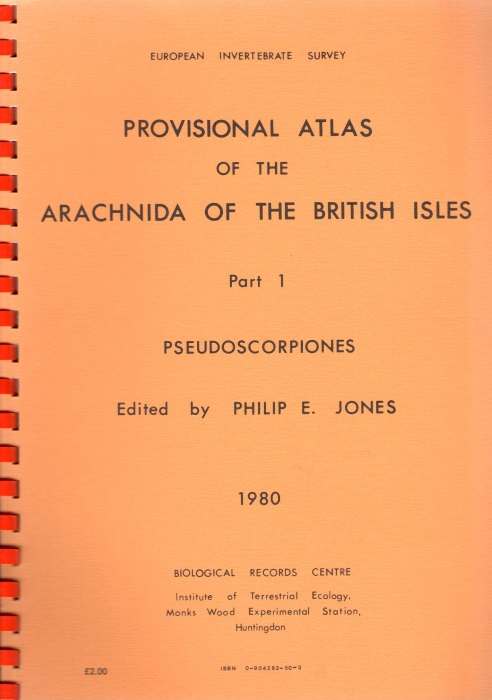 EUROPEAN INVERTEBRATE SURVEY
PROVISIONAL ATLAS
OF THE
ARACHNIDA OF THE BRITISH ISLES
Part 1
PSEUDOSCORPIONES
Edited by PHILIP E. JONES
1980
BIOLOGICAL RECORDS CENTRE
Institute of Terrestrial Ecology,
Monks Wood Experimental Station,
Huntingdon
£2.00
ISBN 0-904282-50-3